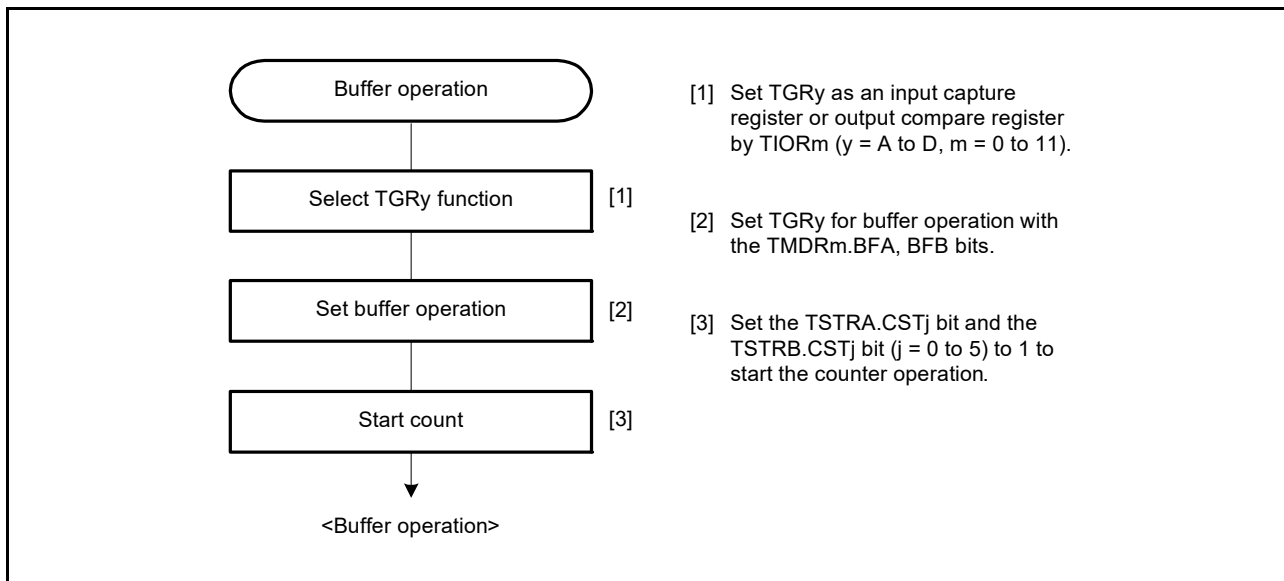 Buffer operation
Select TGRy function
[1]
Set buffer operation
[2]
Start count
[3]
<Buffer operation>
[1] Set TGRy as an input capture
register or output compare register
by TIORm (y = A to D, m = 0 to 11).
[2] Set TGRy for buffer operation with
the TMDRm.BFA, BFB bits.
[3] Set the TSTRA.CSTj bit and the
TSTRB.CSTj bit (j = 0 to 5) to 1 to
start the counter operation.